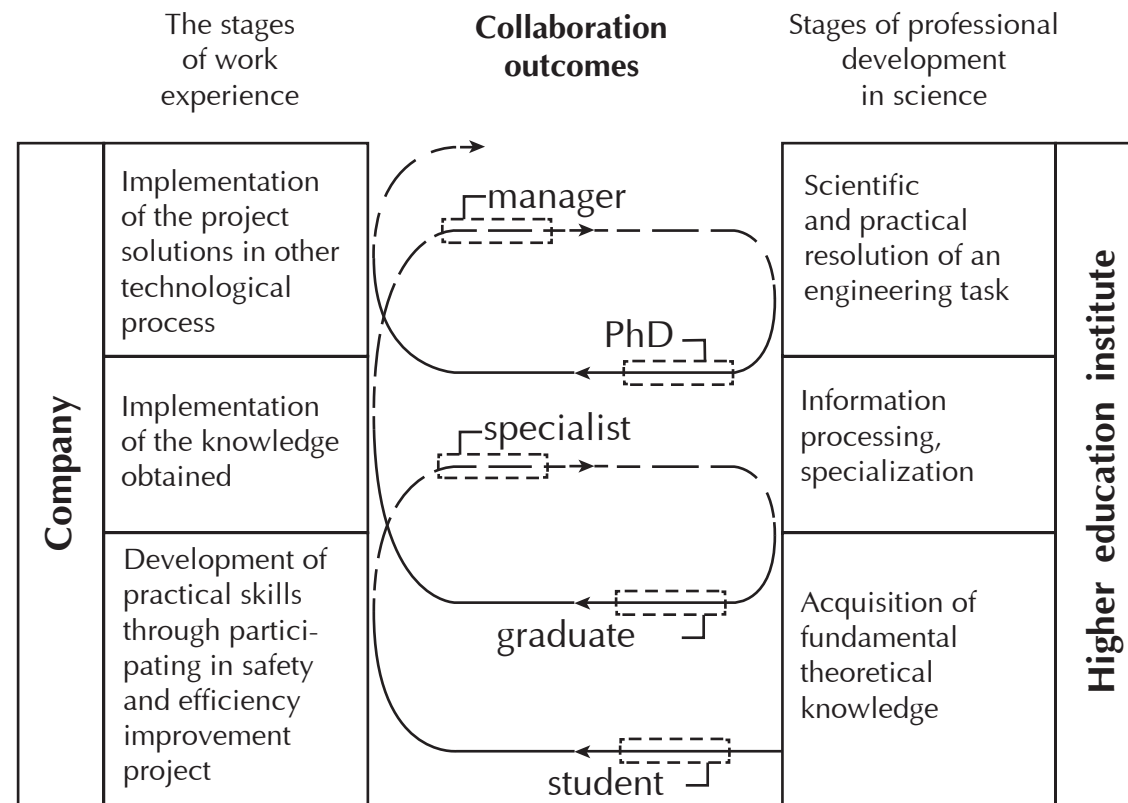 The stages
of work
experience
Collaboration
outcomes
Stages of professional
development
in science
Company
Implementation
of the project
solutions in other
technological
process
Implementation
of the knowledge
obtained
Development of
practical skills
through partici-
pating in safety
and efficiency
improvement
project
manager
PhD
specialist
graduate
student
Scientific
and practical
resolution of an
engineering task
Information
processing,
specialization
Acquisition of
fundamental
theoretical
knowledge
Higher education institute